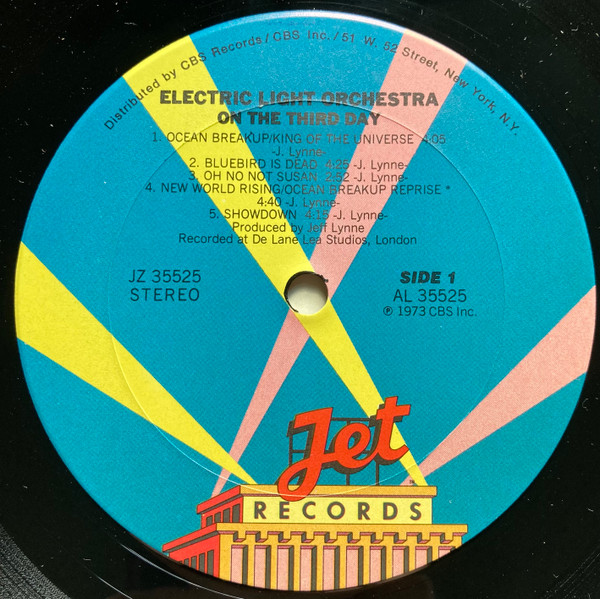 Distributed by CBS Records / CBS Inc. / 51 W. 52 Street, New York, N.Y.
ELECTRIC LIGHT ORCHESTRA
ON THE THIRD DAY
1. OCEAN BREAKUP/KING OF THE UNIVERSE 4:05
-J. Lynne-
2. BLUEBIRD IS DEAD 4:25 -J. Lynne-
3. OH NO NOT SUSAN 2:52 -J. Lynne-
4. NEW WORLD RISING/OCEAN BREAKUP REPRISE *
4:40 -J. Lynne-
5. SHOWDOWN 4:15 -J. Lynne-
Produced by Jeff Lynne
Recorded at De Lane Lea Studios, London
JZ 35525
STEREO
SIDE 1
AL 35525
℗ 1973 CBS Inc.
Jet
TM
RECORDS